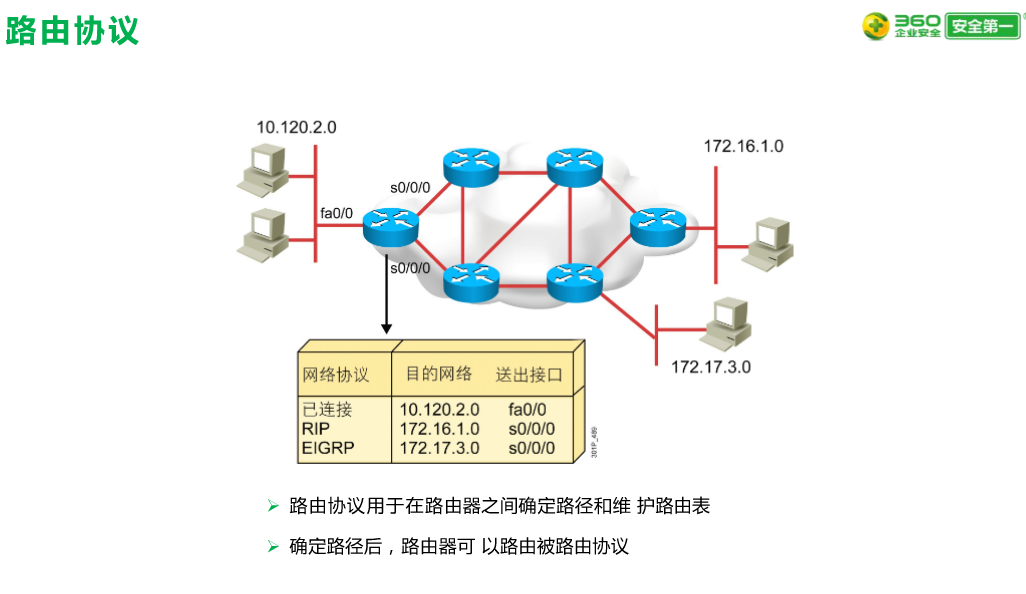 路由协议
360
企业安全
安全第一
10.120.2.0
172.16.1.0
s0/0/0
fa0/0
s0/0/0
172.17.3.0
网络协议 目的网络 送出接口
已连接 10.120.2.0 fa0/0
RIP 172.16.1.0 s0/0/0
EIGRP 172.17.3.0 s0/0/0
301P_489
路由协议用于在路由器之间确定路径和维 护路由表
确定路径后，路由器可 以路由被路由协议